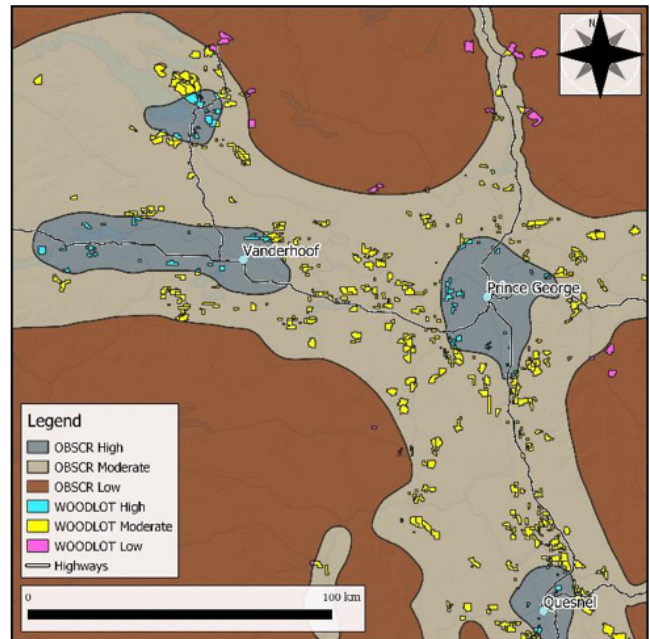 N
Vanderhoof
Prince George
Legend
OBSCR High
OBSCR Moderate
OBSCR Low
WOODLOT High
WOODLOT Moderate
WOODLOT Low
Highways
0 100 km
Quesnel